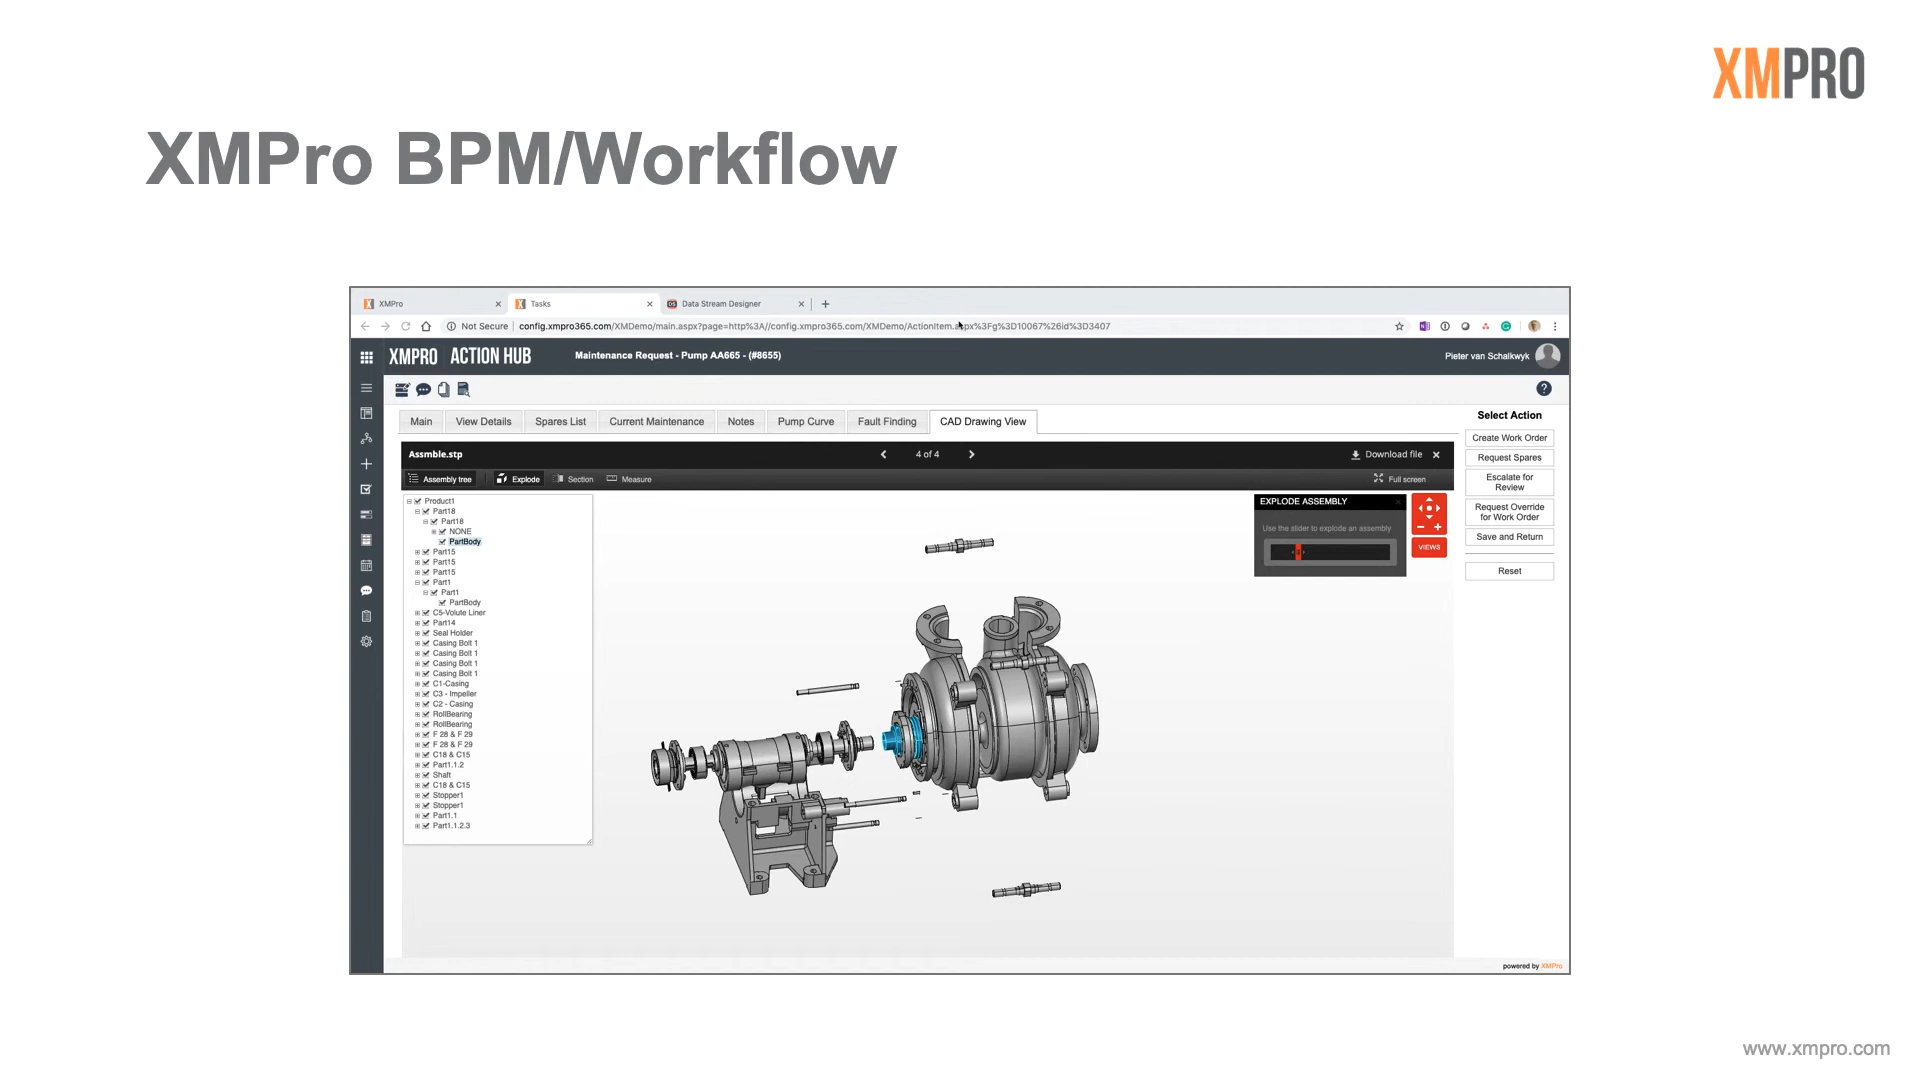 XMPRO
XMPro BPM/Workflow
XMPro
Tasks
Data Stream Designer
Not Secure
config.xmpro365.com/XMDemo/main.aspx?page=http%3A//config.xmpro365.com/XMDemo/ActionItem.aspx%3Fg%3D10067%26id%3D3407
XMPRO ACTION HUB
Maintenance Request - Pump AA665 - (#8655)
Pieter van Schalkwyk
Main
View Details
Spares List
Current Maintenance
Notes
Pump Curve
Fault Finding
CAD Drawing View
Assmble.stp
4 of 4
Download file
Assembly tree
Explode
Section
Measure
Full screen
Product1
Part18
Part18
NONE
PartBody
Part15
Part15
Part15
Part1
Part1
PartBody
C5-Volute Liner
Part14
Seal Holder
Casing Bolt 1
Casing Bolt 1
Casing Bolt 1
Casing Bolt 1
C1-Casing
C3 - Impeller
C2 - Casing
RollBearing
RollBearing
F 28 & F 29
F 28 & F 29
C18 & C15
Part1.1.2
Shaft
C18 & C15
Stopper1
Stopper1
Part1.1
Part1.1.2.3
EXPLODE ASSEMBLY
Use the slider to explode an assembly
VIEWS
Select Action
Create Work Order
Request Spares
Escalate for
Review
Request Override
for Work Order
Save and Return
Reset
powered by XMPro
www.xmpro.com